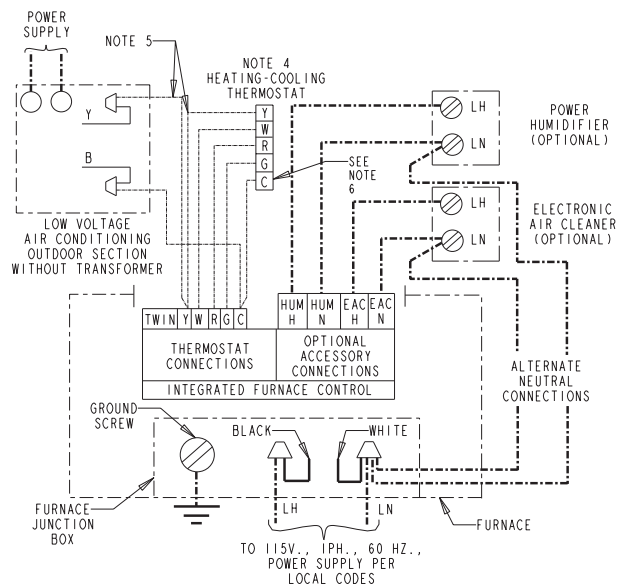 POWER
SUPPLY
NOTE 5
NOTE 4
HEATING-COOLING
THERMOSTAT
Y
W
R
G
C
SEE
NOTE
6
LH
LN
POWER
HUMIDIFIER
(OPTIONAL)
LH
LN
ELECTRONIC
AIR CLEANER
(OPTIONAL)
Y
B
LOW VOLTAGE
AIR CONDITIONING
OUTDOOR SECTION
WITHOUT TRANSFORMER
TWIN Y W R G C
HUM H
HUM N
EAC H
EAC N
THERMOSTAT
CONNECTIONS
OPTIONAL
ACCESSORY
CONNECTIONS
INTEGRATED FURNACE CONTROL
ALTERNATE
NEUTRAL
CONNECTIONS
GROUND
SCREW
BLACK
WHITE
FURNACE
JUNCTION
BOX
LH
LN
FURNACE
TO 115V., 1PH., 60 HZ.,
POWER SUPPLY PER
LOCAL CODES